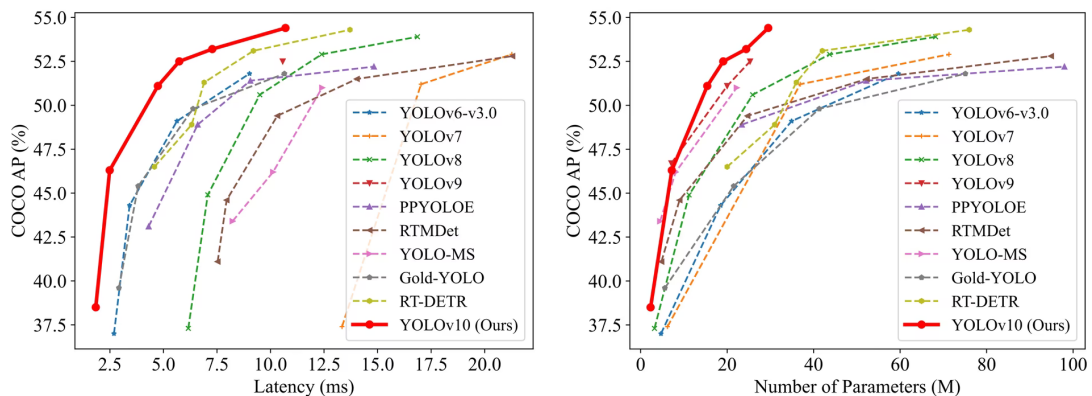 55.0
52.5
50.0
47.5
45.0
42.5
40.0
37.5
COCO AP (%)
YOLOv6-v3.0
YOLOv7
YOLOv8
YOLOv9
PPYOLOE
RTMDet
YOLO-MS
Gold-YOLO
RT-DETR
YOLOv10 (Ours)
2.5 5.0 7.5 10.0 12.5 15.0 17.5 20.0
Latency (ms)
55.0
52.5
50.0
47.5
45.0
42.5
40.0
37.5
COCO AP (%)
YOLOv6-v3.0
YOLOv7
YOLOv8
YOLOv9
PPYOLOE
RTMDet
YOLO-MS
Gold-YOLO
RT-DETR
YOLOv10 (Ours)
0 20 40 60 80 100
Number of Parameters (M)